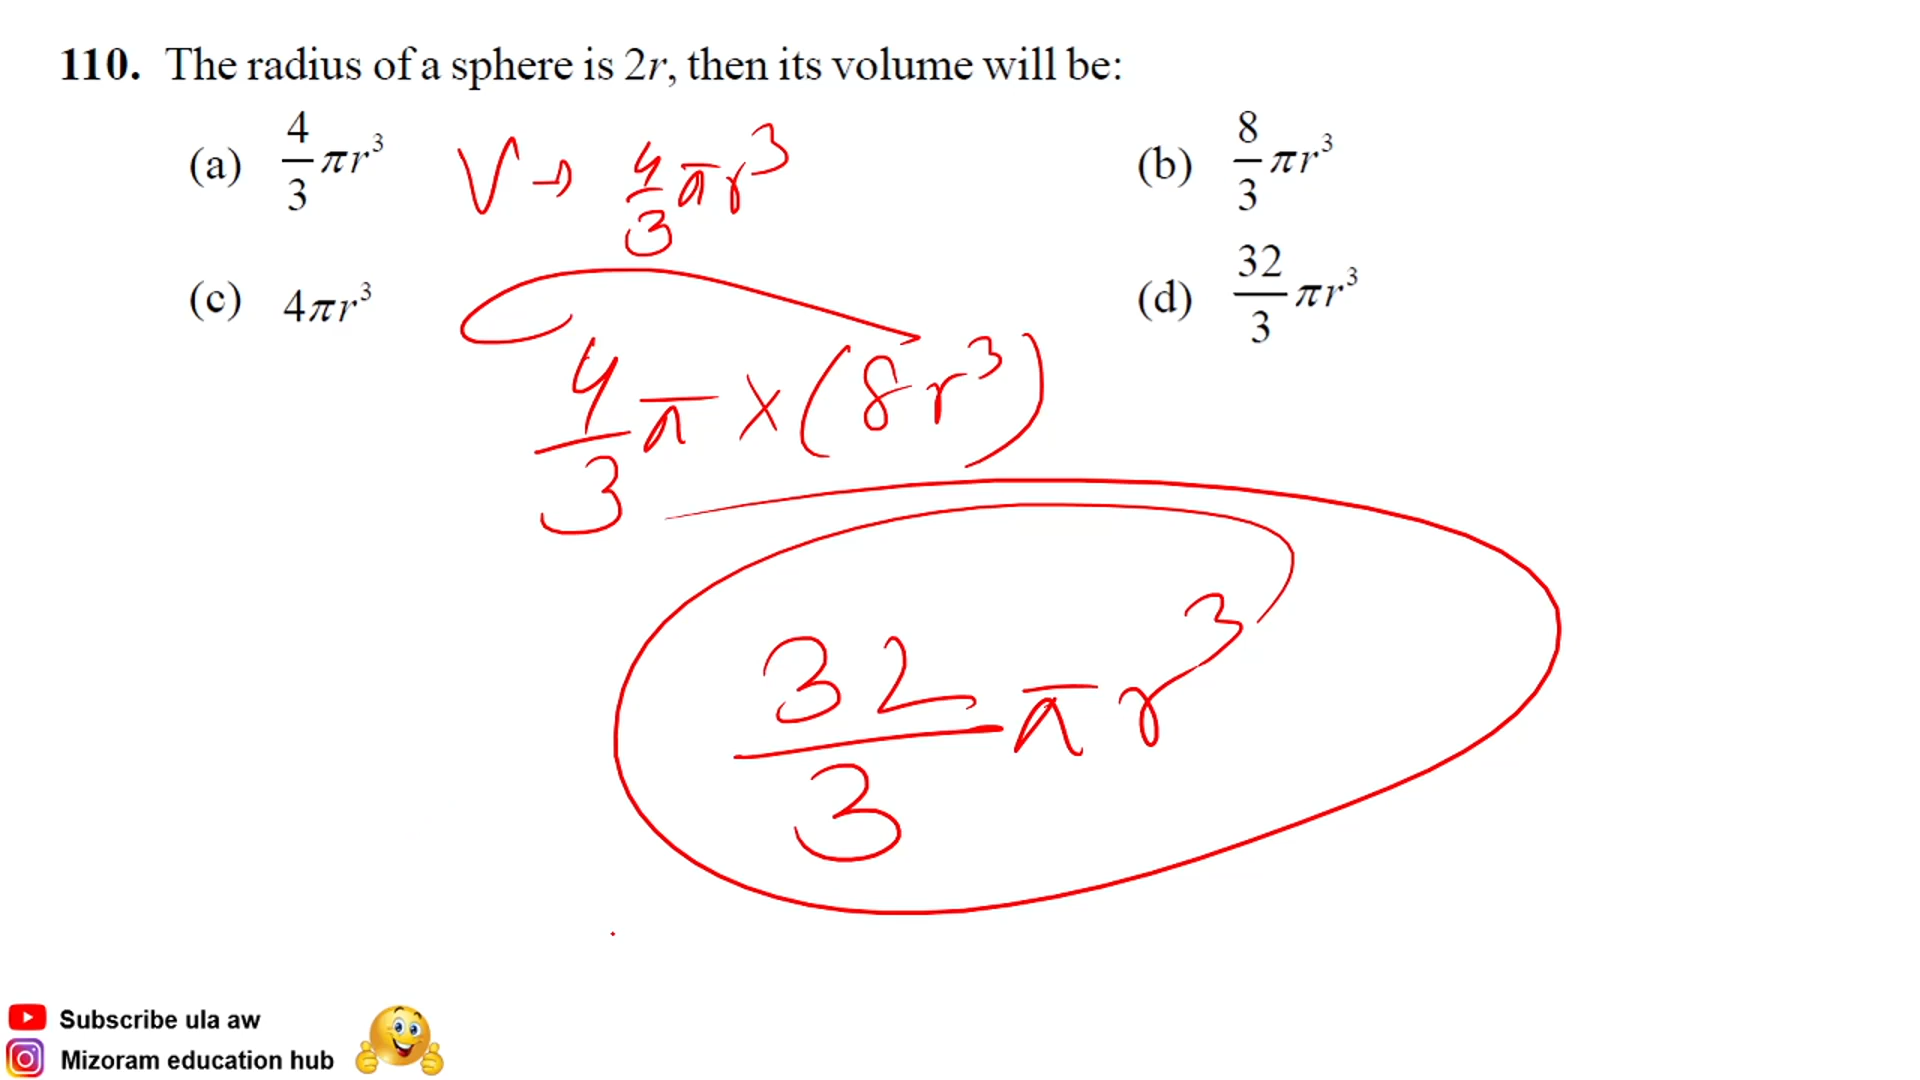 110. The radius of a sphere is 2r, then its volume will be:
(a) 4/3 πr³
V → 4/3 πr³
(b) 8/3 πr³
(c) 4πr³
(d) 32/3 πr³
4/3 π × (8r³)
32/3 πr³
Subscribe ula aw
Mizoram education hub